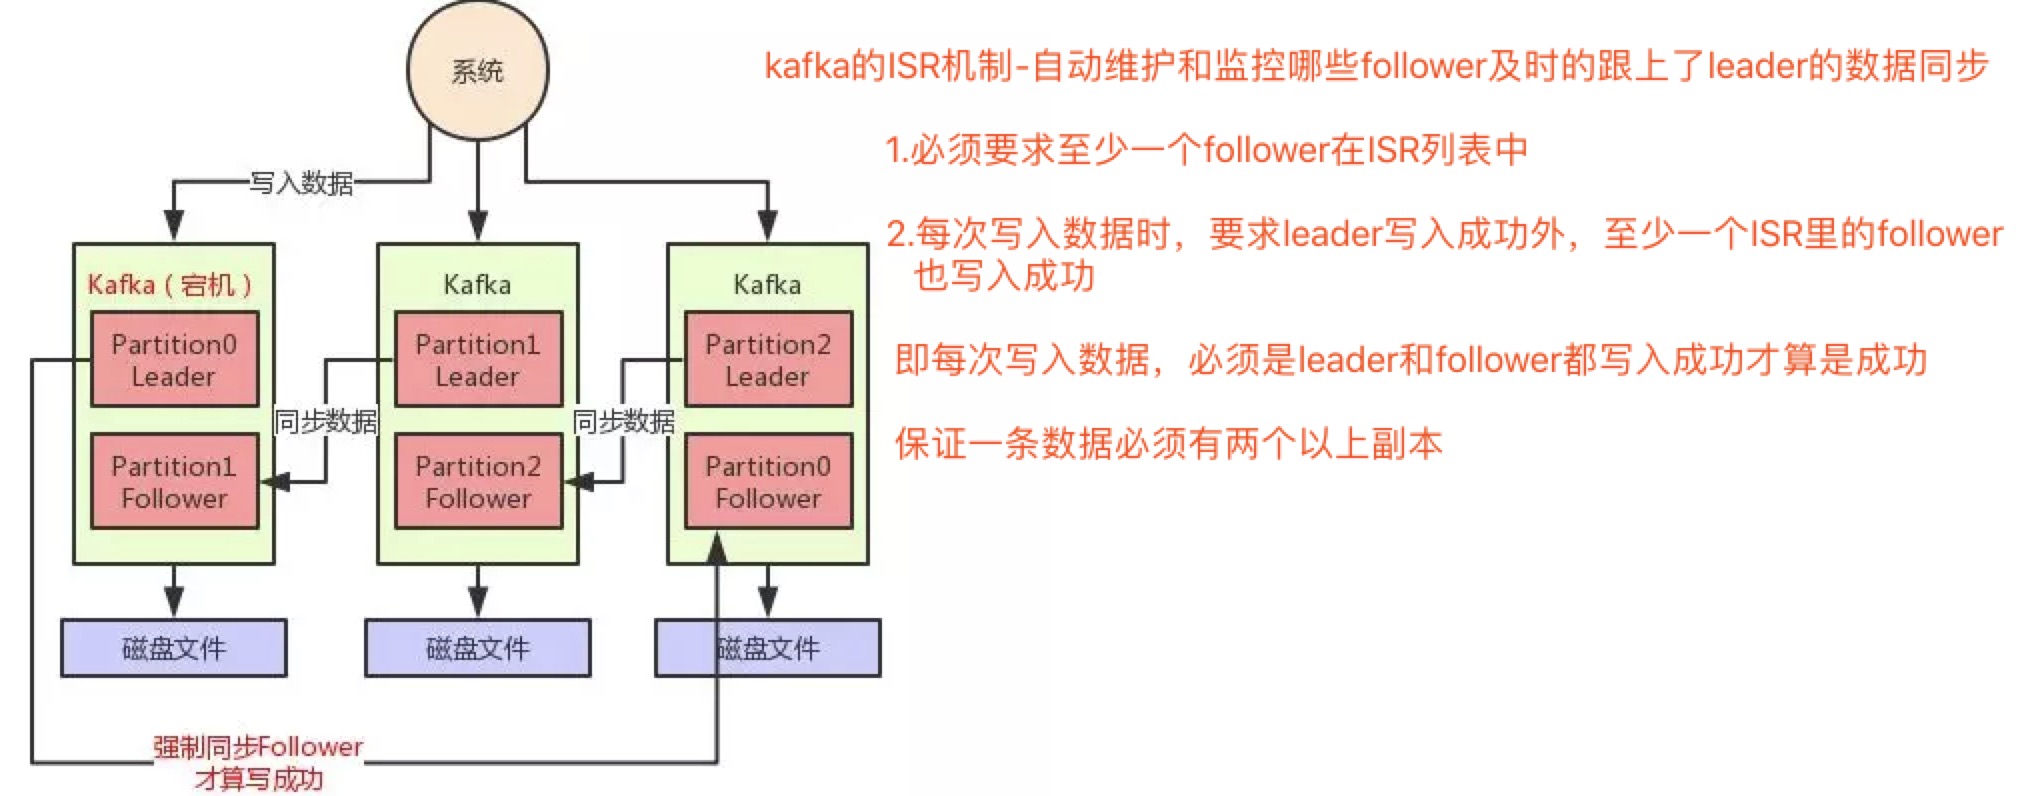 系统
kafka的ISR机制-自动维护和监控哪些follower及时的跟上了leader的数据同步
1.必须要求至少一个follower在ISR列表中
写入数据
2.每次写入数据时，要求leader写入成功外，至少一个ISR里的follower
也写入成功
Kafka（宕机）
Kafka
Kafka
Partition0
Leader
Partition1
Leader
Partition2
Leader
即每次写入数据，必须是leader和follower都写入成功才算是成功
同步数据
同步数据
保证一条数据必须有两个以上副本
Partition1
Follower
Partition2
Follower
Partition0
Follower
磁盘文件
磁盘文件
磁盘文件
强制同步Follower
才算写成功